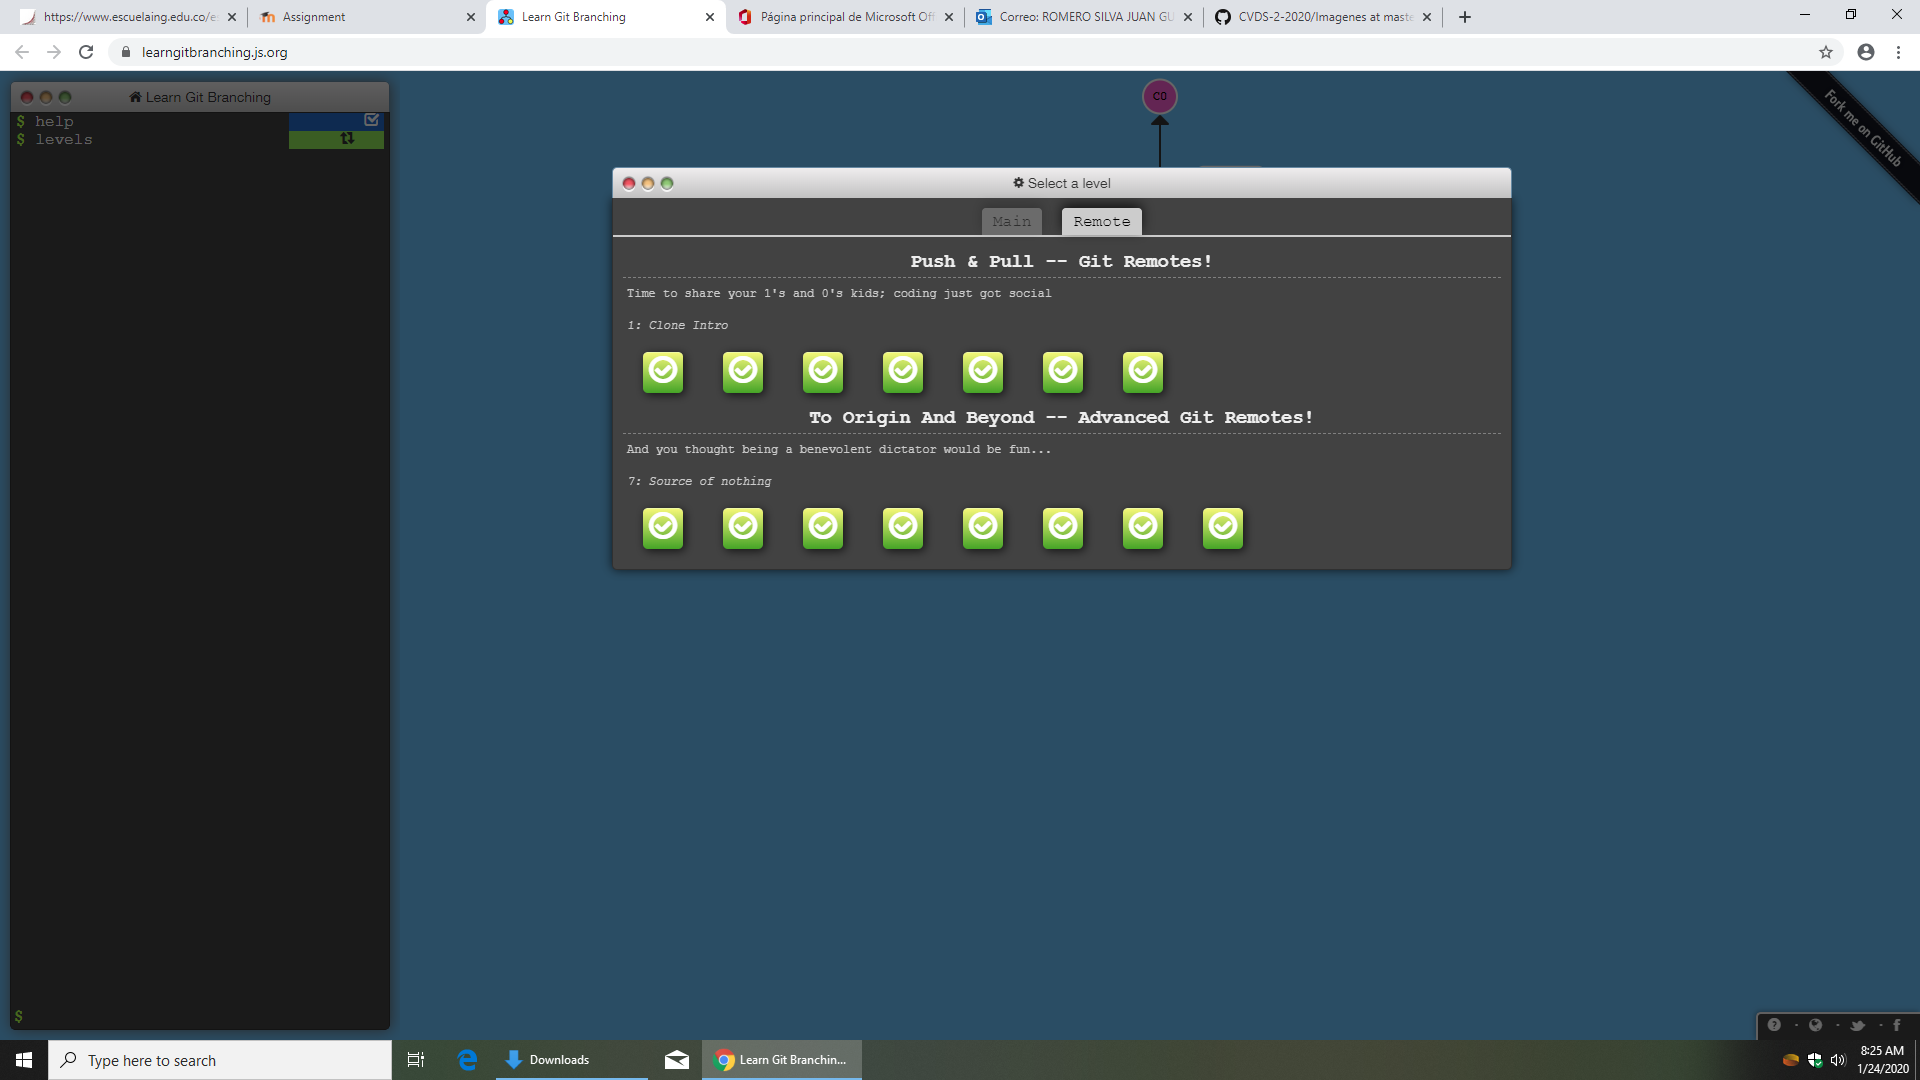 https://www.escuelaing.edu.co/es
Assignment
Learn Git Branching
Página principal de Microsoft Off
Correo: ROMERO SILVA JUAN GU
CVDS-2-2020/Imagenes at maste
learngitbranching.js.org
Learn Git Branching
$ help
$ levels
$
C0
Fork me on GitHub
Select a level
Main
Remote
Push & Pull -- Git Remotes!
Time to share your 1's and 0's kids; coding just got social
1: Clone Intro
To Origin And Beyond -- Advanced Git Remotes!
And you thought being a benevolent dictator would be fun...
7: Source of nothing
Type here to search
Downloads
Learn Git Branchin...
8:25 AM
1/24/2020